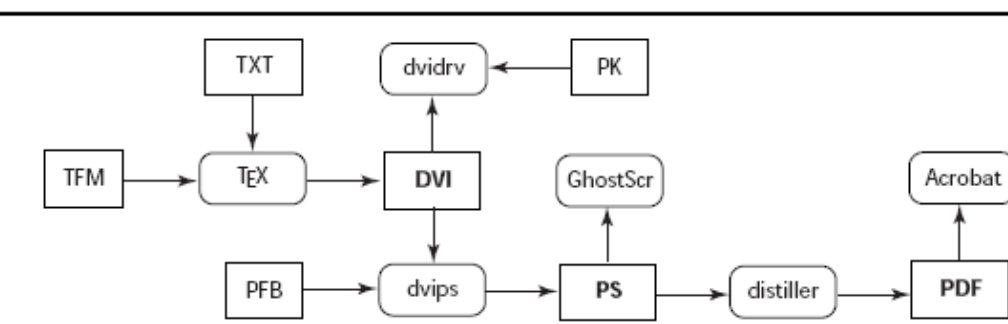 TXT
dvidrv
PK
TFM
TEX
DVI
GhostScr
Acrobat
PFB
dvips
PS
distiller
PDF